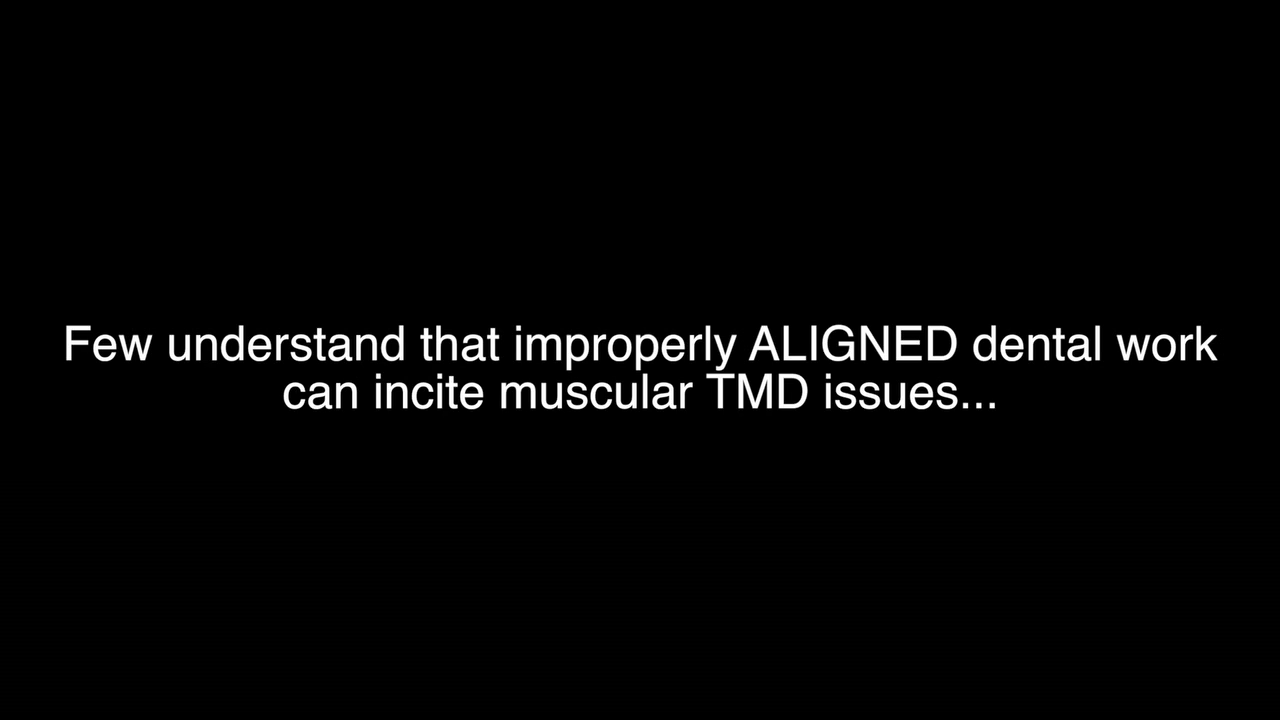 Few understand that improperly ALIGNED dental work
can incite muscular TMD issues...